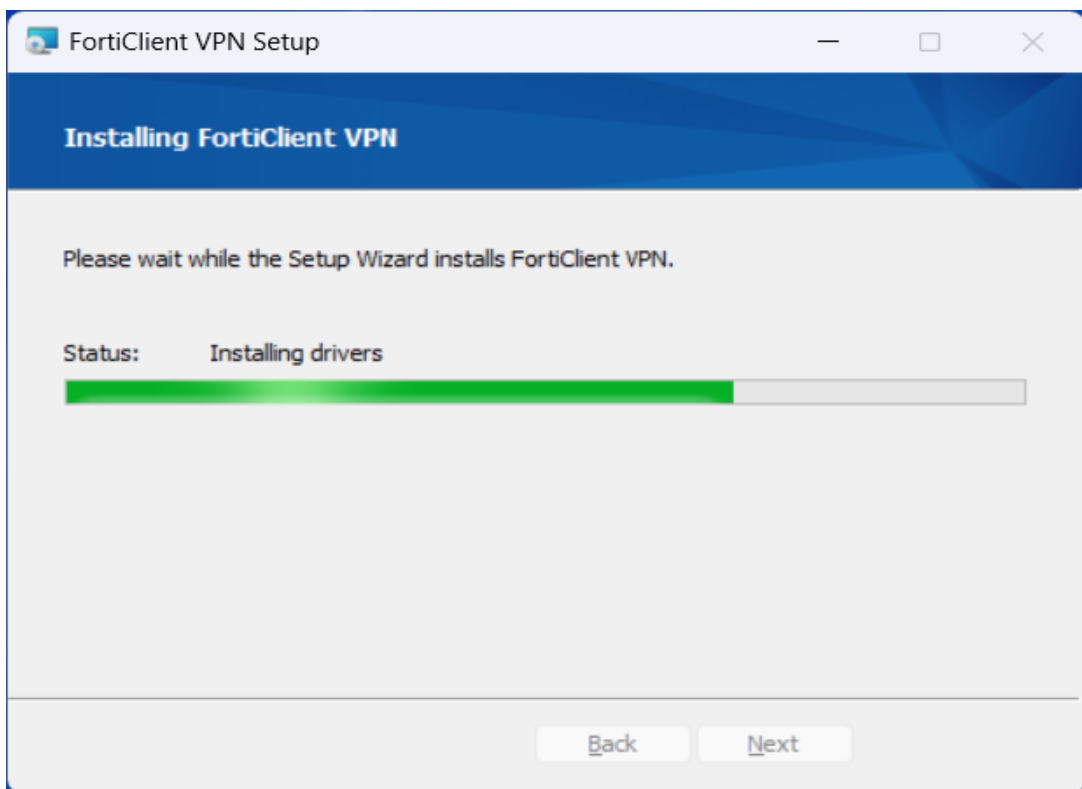 FortiClient VPN Setup
Installing FortiClient VPN
Please wait while the Setup Wizard installs FortiClient VPN.
Status: Installing drivers
Back Next